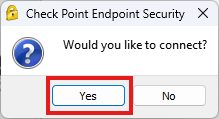 Check Point Endpoint Security
Would you like to connect?
Yes
No